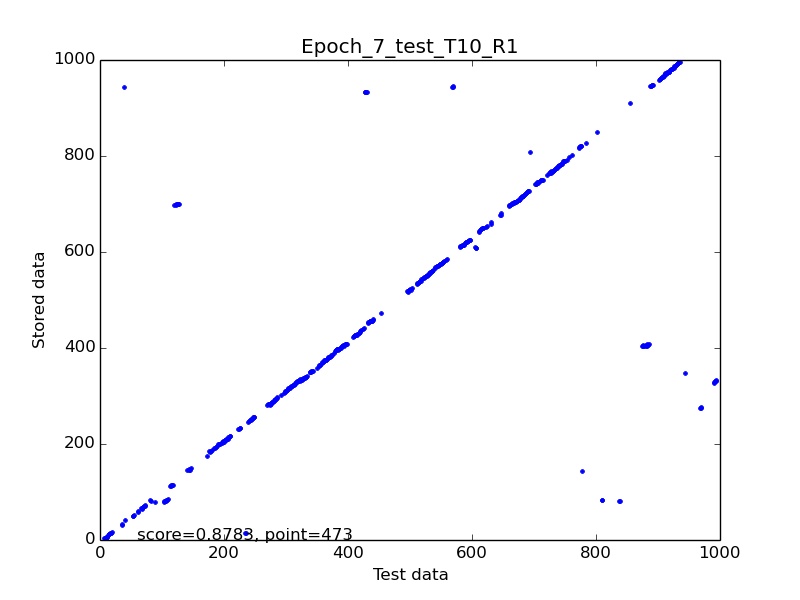 Epoch_7_test_T10_R1
1000
800
600
400
200
0
Stored data
score=0.8783, point=473
0 200 400 600 800 1000
Test data